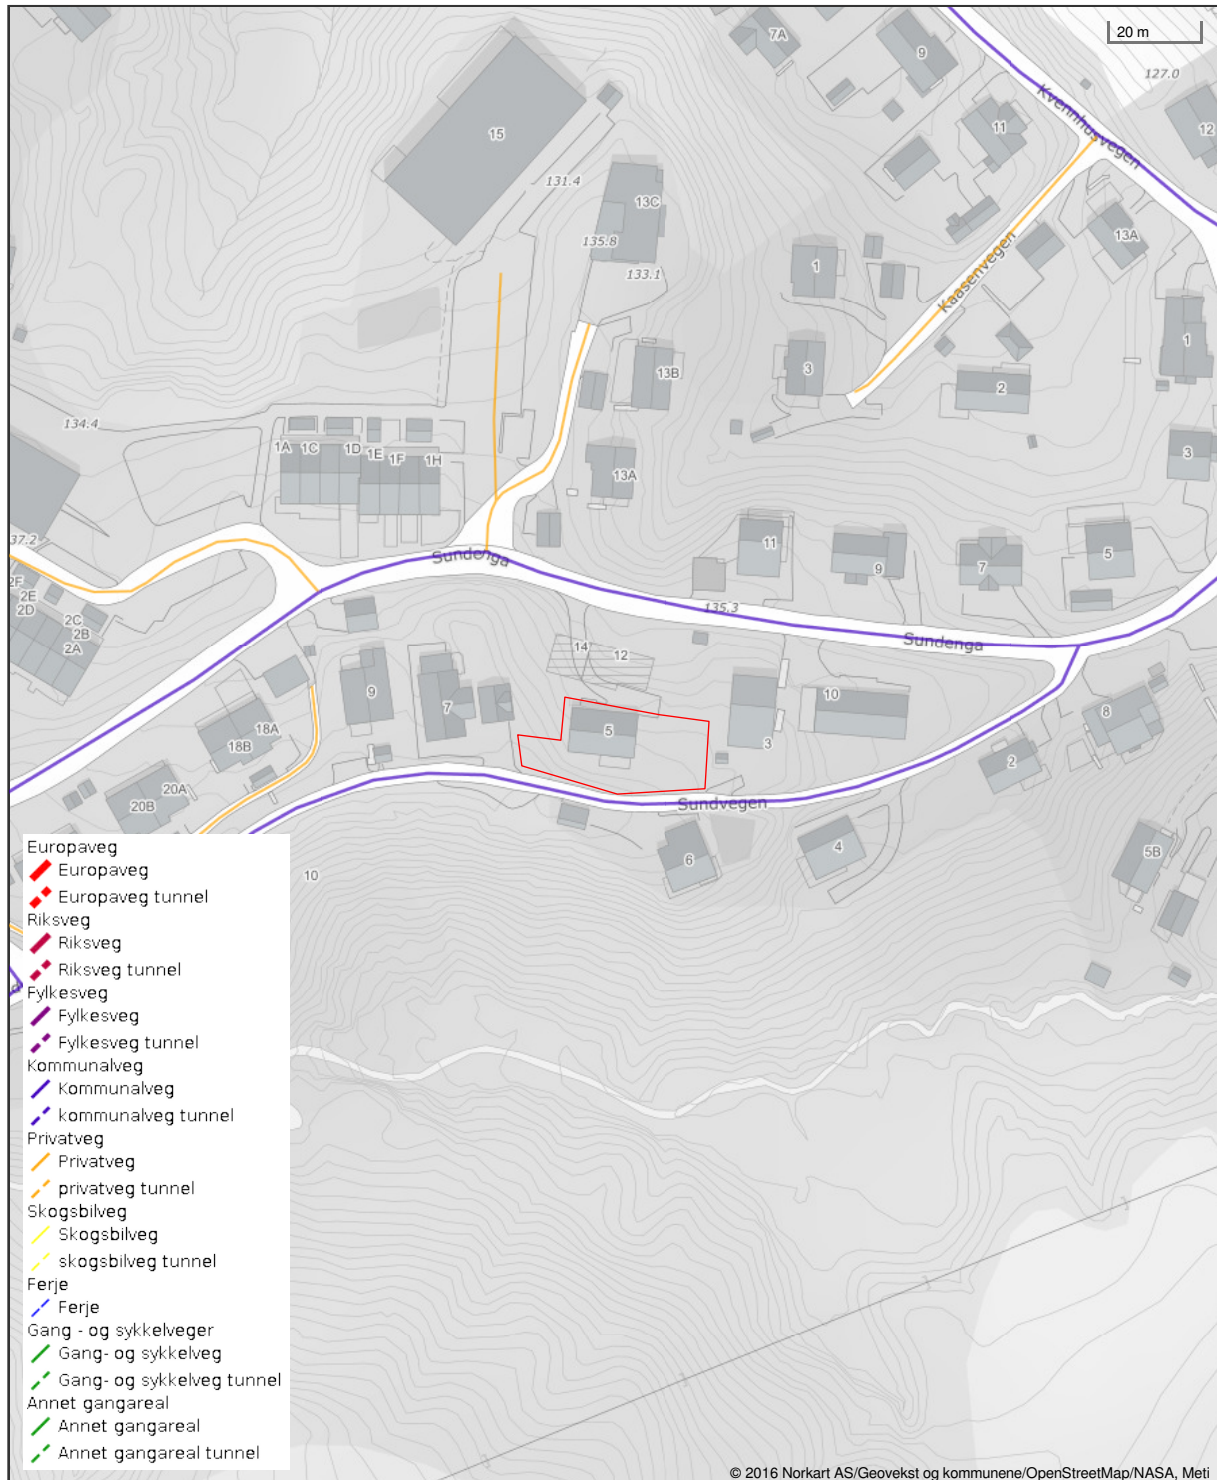 20 m
7A
9
127.0
Kvennhusvegen
11
12
15
131.4
13C
13A
135.8
133.1
1
Kaasenvegen
1
3
13B
2
134.4
1A
1C
1D
1E
1F
1H
13A
3
37.2
Sundenga
11
9
7
5
2F
2E
2D
2C
2B
2A
135.3
Sundenga
14
12
9
7
10
8
18A
18B
5
3
2
20A
20B
Sundvegen
6
4
5B
10
Europaveg
Europaveg
Europaveg tunnel
Riksveg
Riksveg
Riksveg tunnel
Fylkesveg
Fylkesveg
Fylkesveg tunnel
Kommunalveg
Kommunalveg
kommunalveg tunnel
Privatveg
Privatveg
privatveg tunnel
Skogsbilveg
Skogsbilveg
skogsbilveg tunnel
Ferje
Ferje
Gang - og sykkelveger
Gang- og sykkelveg
Gang- og sykkelveg tunnel
Annet gangareal
Annet gangareal
Annet gangareal tunnel
© 2016 Norkart AS/Geovekst og kommunene/OpenStreetMap/NASA, Meti